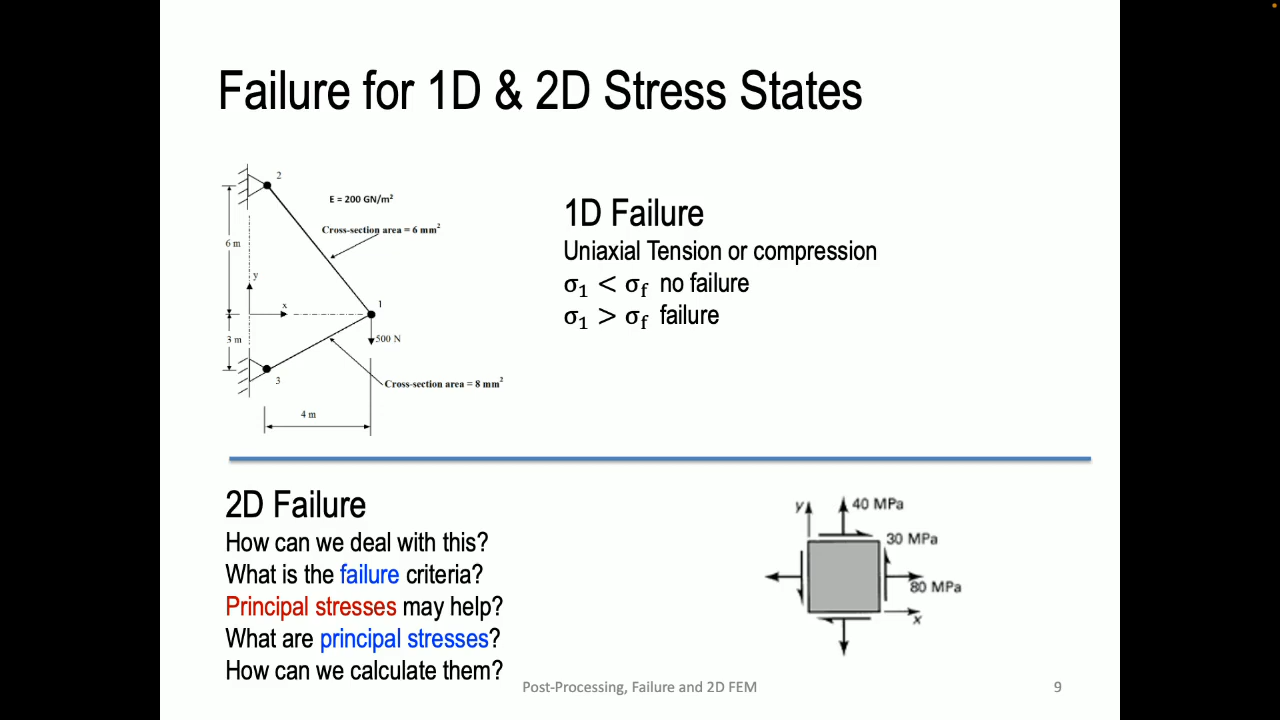 Failure for 1D & 2D Stress States
2
E = 200 GN/m²
Cross-section area = 6 mm²
6 m
y
x
1
3 m
500 N
3
Cross-section area = 8 mm²
4 m
1D Failure
Uniaxial Tension or compression
σ₁ < σf no failure
σ₁ > σf failure
2D Failure
How can we deal with this?
What is the failure criteria?
Principal stresses may help?
What are principal stresses?
How can we calculate them?
y
40 MPa
30 MPa
80 MPa
x
Post-Processing, Failure and 2D FEM
9